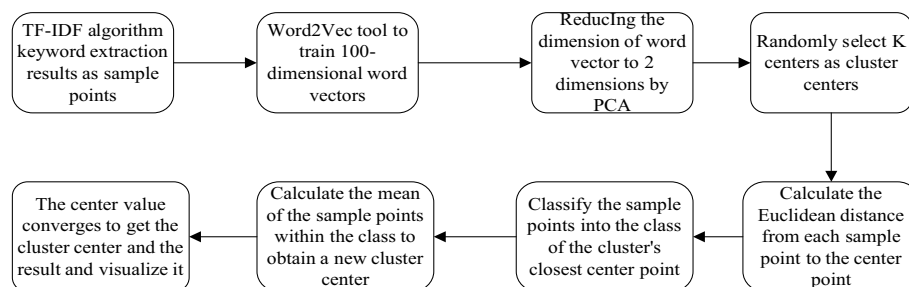 TF-IDF algorithm
keyword extraction
results as sample
points
Word2Vec tool to
train 100-
dimensional word
vectors
ReducIng the
dimension of word
vector to 2
dimensions by
PCA
Randomly select K
centers as cluster
centers
Calculate the
Euclidean distance
from each sample
point to the center
point
Classify the sample
points into the class
of the cluster's
closest center point
Calculate the mean
of the sample points
within the class to
obtain a new cluster
center
The center value
converges to get the
cluster center and the
result and visualize it